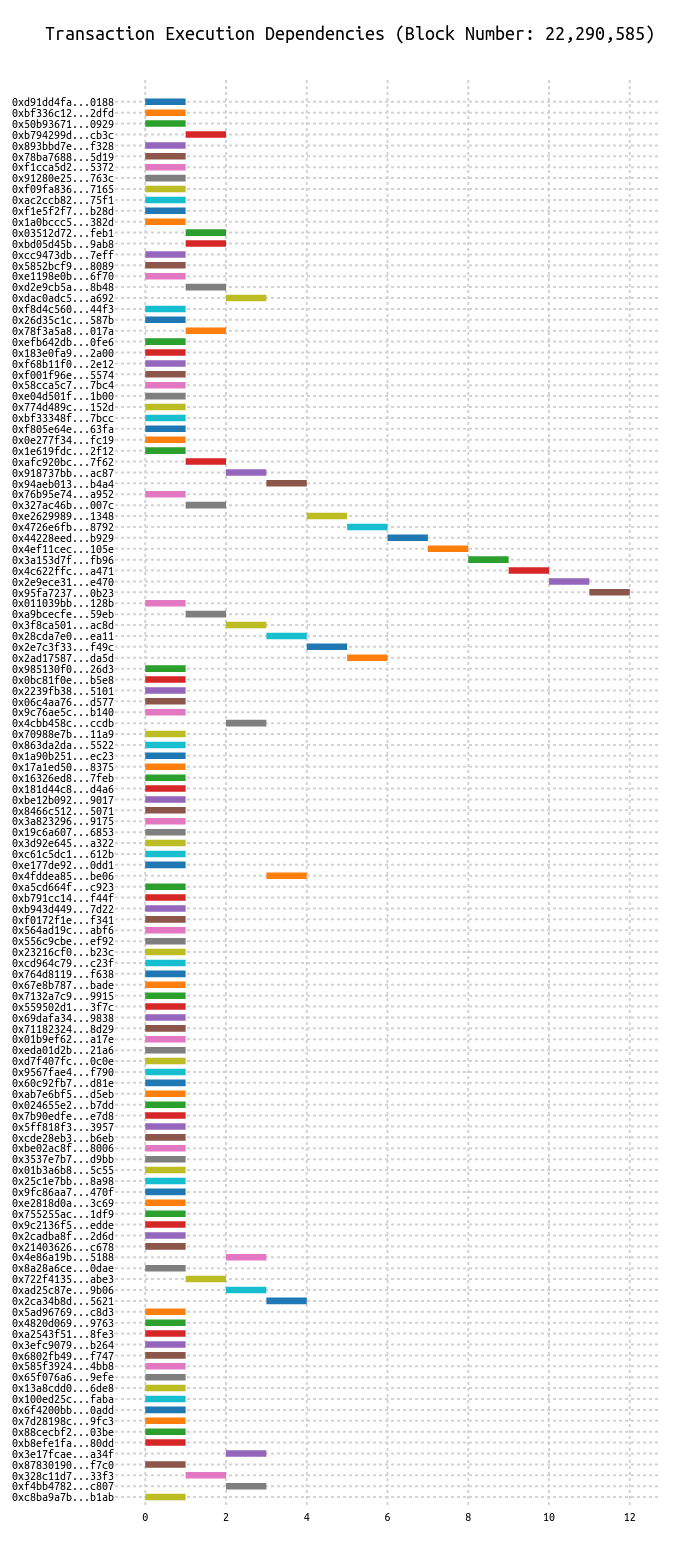 Transaction Execution Dependencies (Block Number: 22,290,585)
0xd91dd4fa...0188
0xbf336c12...2dfd
0x50b93671...0929
0xb794299d...cb3c
0x893bbd7e...f328
0x78ba7688...5d19
0xf1cca5d2...5372
0x91280e25...763c
0xf09fa836...7165
0xac2ccb82...75f1
0xf1e5f2f7...b28d
0x1a0bccc5...382d
0x03512d72...feb1
0xbd05d45b...9ab8
0xcc9473db...7eff
0x5852bcf9...8089
0xe1198e0b...6f70
0xd2e9cb5a...8b48
0xdac0adc5...a692
0xf8d4c560...44f3
0x26d35c1c...587b
0x78f3a5a8...017a
0xefb642db...0fe6
0x183e0fa9...2a00
0xf68b11f0...2e12
0xf001f96e...5574
0x58cca5c7...7bc4
0xe04d501f...1b00
0x774d489c...152d
0xbf33348f...7bcc
0xf805e64e...63fa
0x0e277f34...fc19
0x1e619fdc...2f12
0xafc920bc...7f62
0x918737bb...ac87
0x94aeb013...b4a4
0x76b95e74...a952
0x327ac46b...007c
0xe2629989...1348
0x4726e6fb...8792
0x44228eed...b929
0x4ef11cec...105e
0x3a153d7f...fb96
0x4c622ffc...a471
0x2e9ece31...e470
0x95fa7237...0b23
0x011039bb...128b
0xa9bcecfe...59eb
0x3f8ca501...ac8d
0x28cda7e0...ea11
0x2e7c3f33...f49c
0x2ad17587...da5d
0x985130f0...26d3
0x0bc81f0e...b5e8
0x2239fb38...5101
0x06c4aa76...d577
0x9c76ae5c...b140
0x4cbb458c...ccdb
0x70988e7b...11a9
0x863da2da...5522
0x1a90b251...ec23
0x17a1ed50...8375
0x16326ed8...7feb
0x181d44c8...d4a6
0xbe12b092...9017
0x8466c512...5071
0x3a823296...9175
0x19c6a607...6853
0x3d92e645...a322
0xc61c5dc1...612b
0xe177de92...0dd1
0x4fddea85...be06
0xa5cd664f...c923
0xb791cc14...f44f
0xb943d449...7d22
0xf0172f1e...f341
0x564ad19c...abf6
0x556c9cbe...ef92
0x23216cf0...b23c
0xcd964c79...c23f
0x764d8119...f638
0x67e8b787...bade
0x7132a7c9...9915
0x559502d1...3f7c
0x69dafa34...9838
0x71182324...8d29
0x01b9ef62...a17e
0xeda01d2b...21a6
0xd7f407fc...0c0e
0x9567fae4...f790
0x60c92fb7...d81e
0xab7e6bf5...d5eb
0x024655e2...b7dd
0x7b90edfe...e7d8
0x5ff818f3...3957
0xcde28eb3...b6eb
0xbe02ac8f...8006
0x3537e7b7...d9bb
0x01b3a6b8...5c55
0x25c1e7bb...8a98
0x9fc86aa7...470f
0xe2818d0a...3c69
0x755255ac...1df9
0x9c2136f5...edde
0x2cadba8f...2d6d
0x21403626...c678
0x4e86a19b...5188
0x8a28a6ce...0dae
0x722f4135...abe3
0xad25c87e...9b06
0x2ca34b8d...5621
0x5ad96769...c8d3
0x4820d069...9763
0xa2543f51...8fe3
0x3efc9079...b264
0x6802fb49...f747
0x585f3924...4bb8
0x65f076a6...9efe
0x13a8cdd0...6de8
0x100ed25c...faba
0x6f4200bb...0add
0x7d28198c...9fc3
0x88cecbf2...03be
0xb8efe1fa...80dd
0x3e17fcae...a34f
0x87830190...f7c0
0x328c11d7...33f3
0xf4bb4782...c807
0xc8ba9a7b...b1ab
0 2 4 6 8 10 12